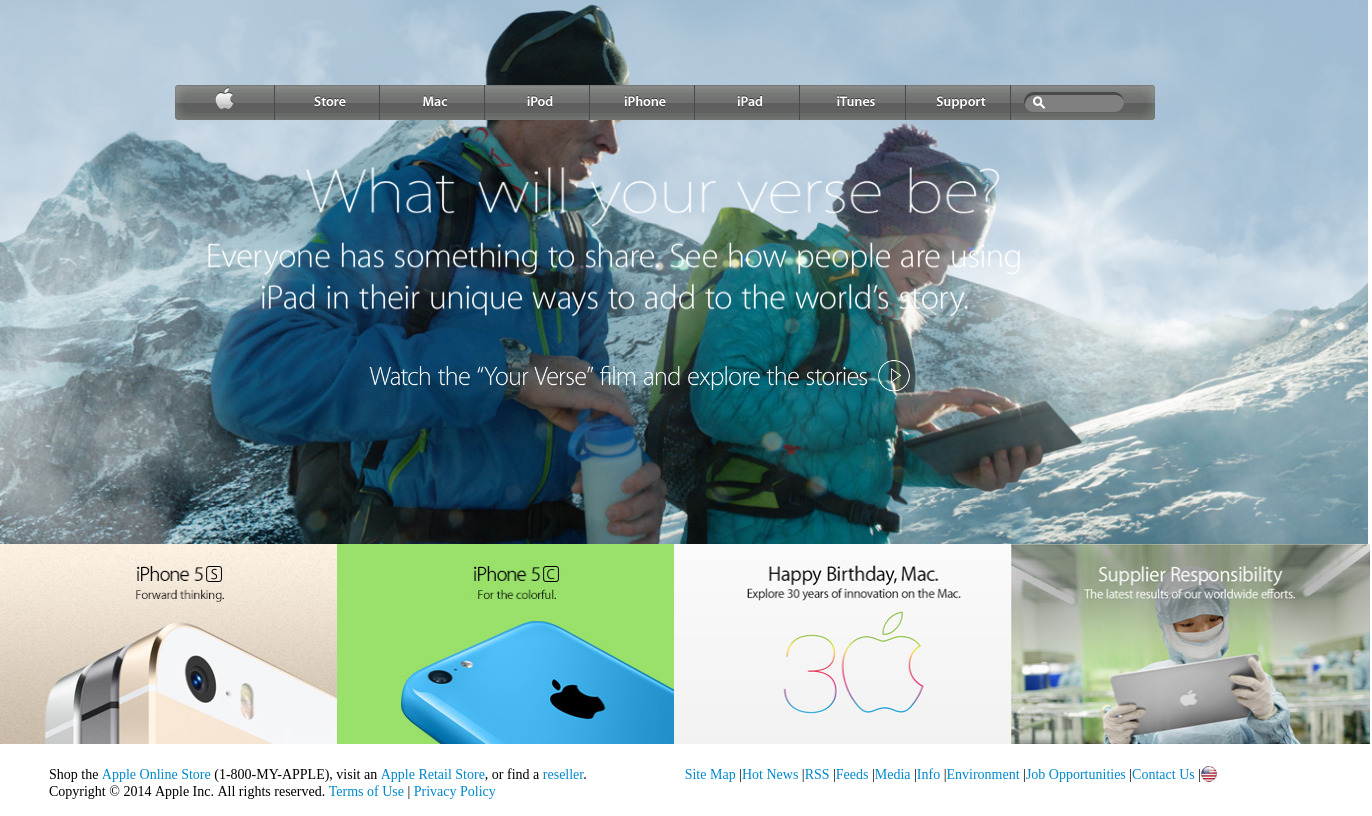 Store Mac iPod iPhone iPad iTunes Support
What will your verse be?
Everyone has something to share. See how people are using
iPad in their unique ways to add to the world's story.
Watch the “Your Verse” film and explore the stories
iPhone 5S
Forward thinking.
iPhone 5C
For the colorful.
Happy Birthday, Mac.
Explore 30 years of innovation on the Mac.
30
Supplier Responsibility
The latest results of our worldwide efforts.
Shop the Apple Online Store (1-800-MY-APPLE), visit an Apple Retail Store, or find a reseller.
Copyright © 2014 Apple Inc. All rights reserved. Terms of Use | Privacy Policy
Site Map |Hot News |RSS |Feeds |Media |Info |Environment |Job Opportunities |Contact Us |